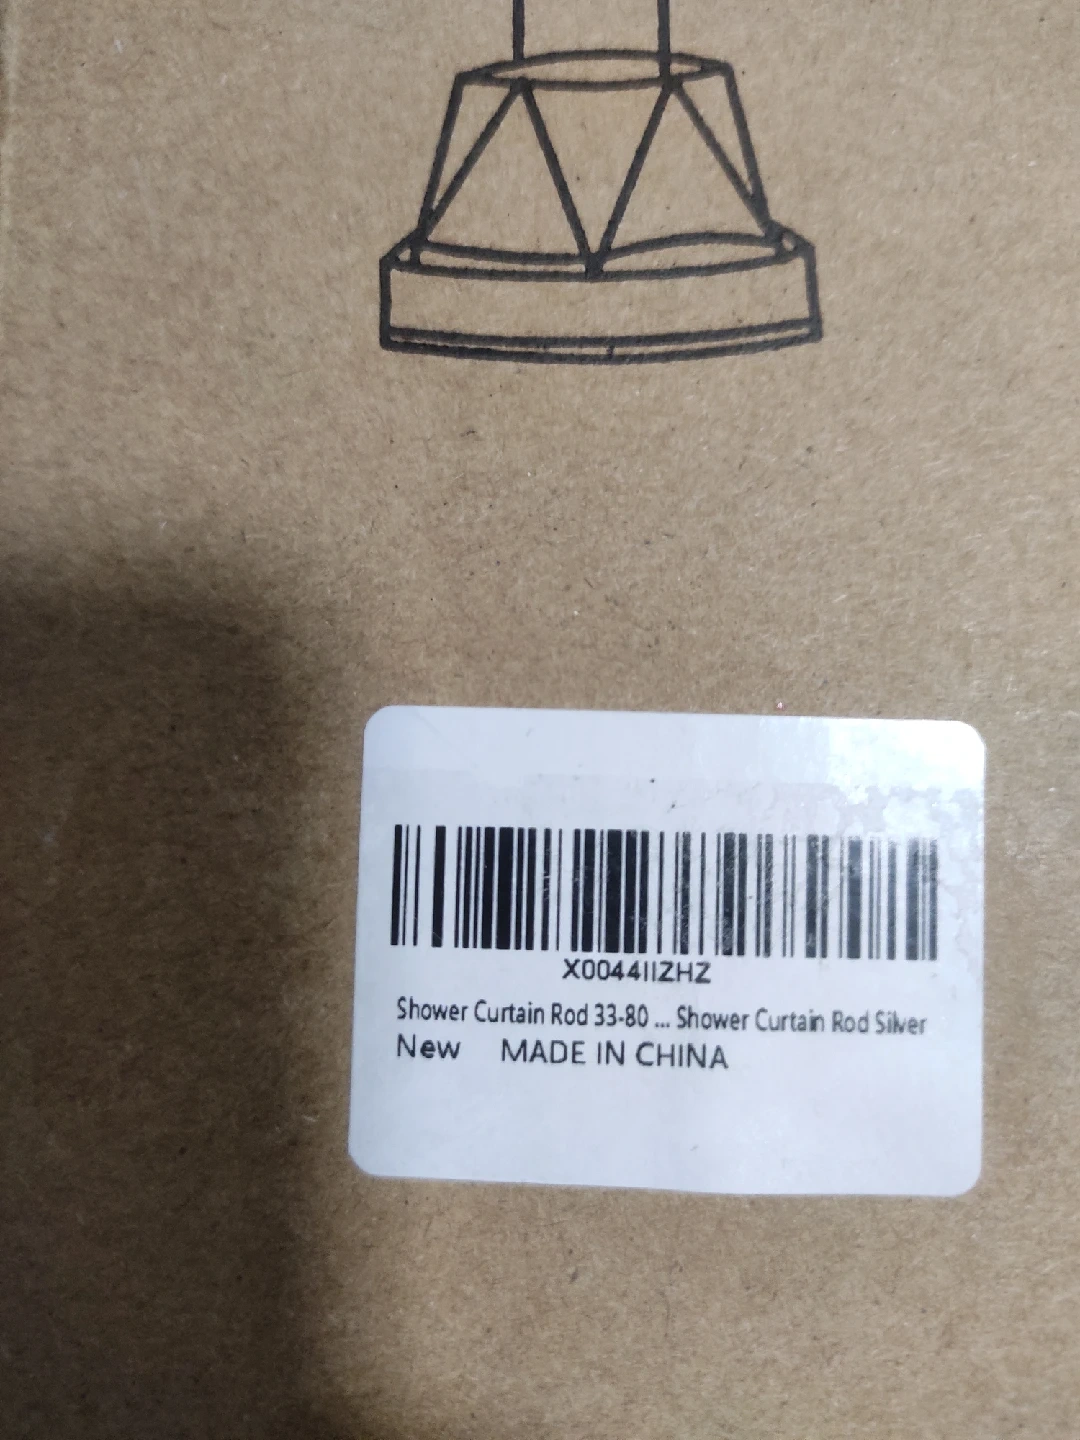 X0044IIZHZ
Shower Curtain Rod 33-80 ... Shower Curtain Rod Silver
New MADE IN CHINA